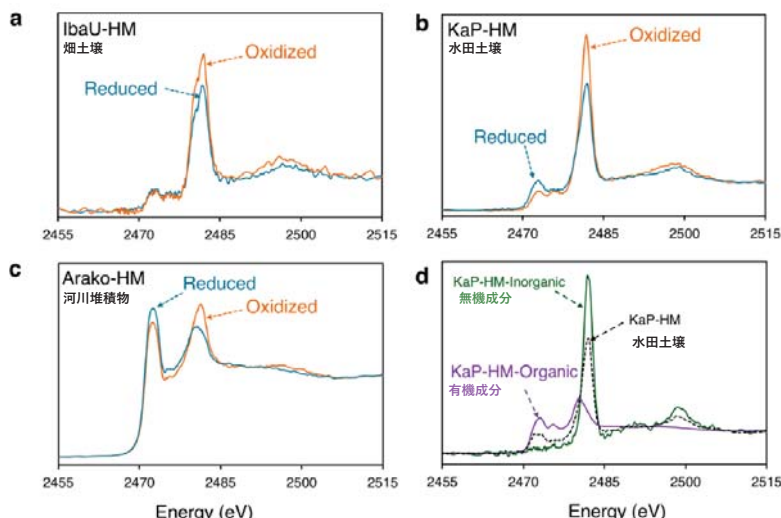 a
IbaU-HM
畑土壌
Oxidized
Reduced
2455 2470 2485 2500 2515
b
KaP-HM
水田土壌
Oxidized
Reduced
2455 2470 2485 2500 2515
c
Arako-HM
河川堆積物
Reduced
Oxidized
2455 2470 2485 2500 2515
Energy (eV)
d
KaP-HM-Inorganic
無機成分
KaP-HM
水田土壌
KaP-HM-Organic
有機成分
2455 2470 2485 2500 2515
Energy (eV)